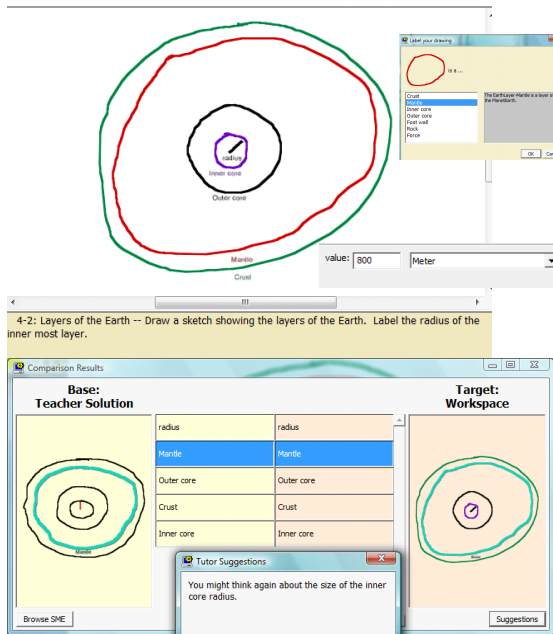 Label your drawing
is a ...
Crust
Mantle
Inner core
Outer core
Foot wall
Rock
Force
The EarthLayer-Mantle is a layer of
the PlanetEarth.
OK
radius
Inner core
Outer core
Mantle
Crust
value:
800
Meter
4-2: Layers of the Earth -- Draw a sketch showing the layers of the Earth. Label the radius of the
inner most layer.
Comparison Results
Base:
Teacher Solution
Target:
Workspace
radius radius
Mantle Mantle
Outer core Outer core
Crust Crust
Inner core Inner core
Mantle
Tutor Suggestions
You might think again about the size of the inner
core radius.
Browse SME
Suggestions